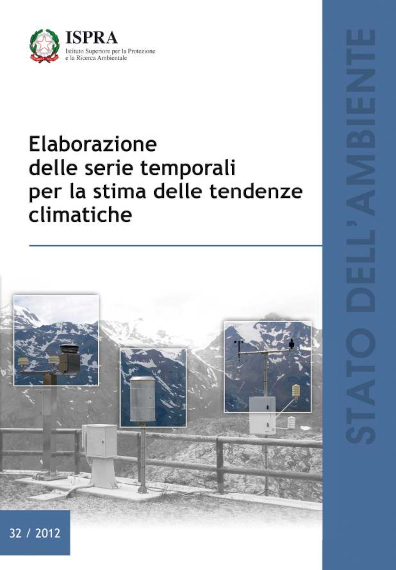 ISPRA
Istituto Superiore per la Protezione
e la Ricerca Ambientale
Elaborazione
delle serie temporali
per la stima delle tendenze
climatiche
STATO DELL'AMBIENTE
32 / 2012